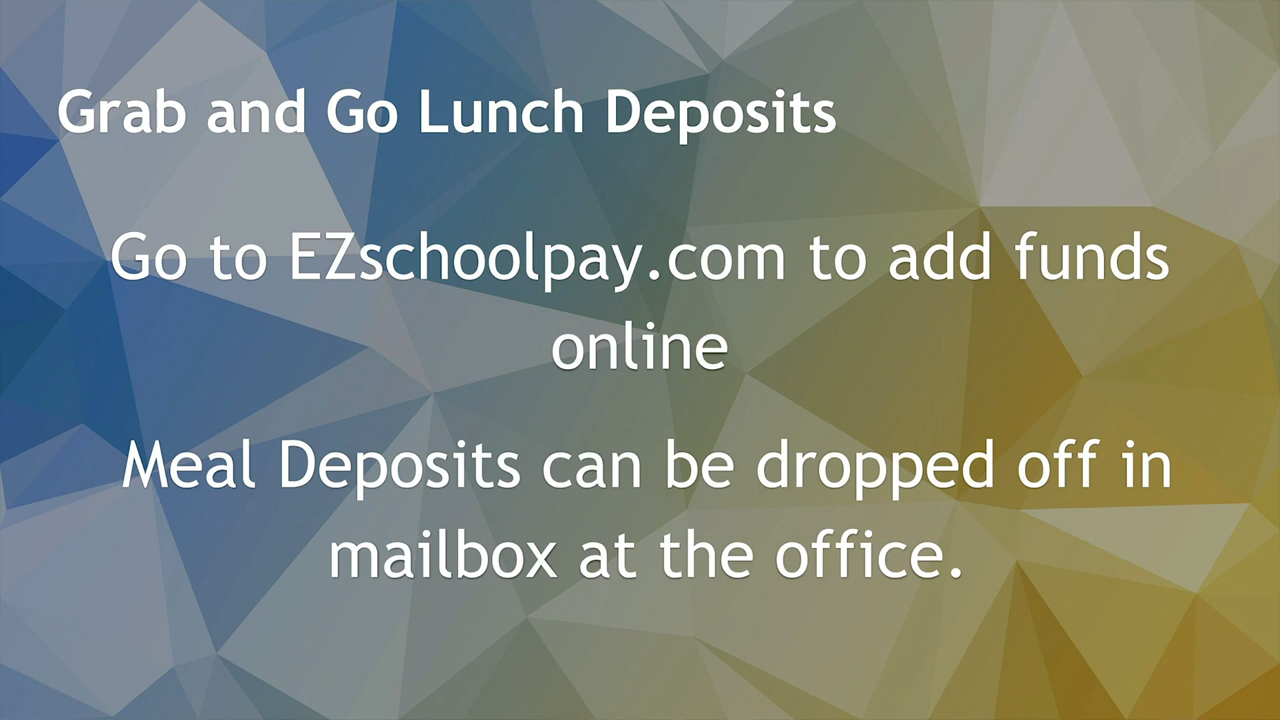 Grab and Go Lunch Deposits
Go to EZschoolpay.com to add funds
online
Meal Deposits can be dropped off in
mailbox at the office.